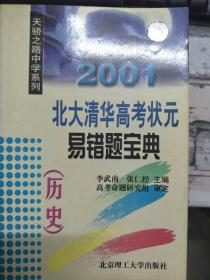 天骄之路中学系列
2001
北大清华高考状元
易错题宝典
(历史)
李武南 张仁经 主编
高考命题研究组 审定
北京理工大学出版社